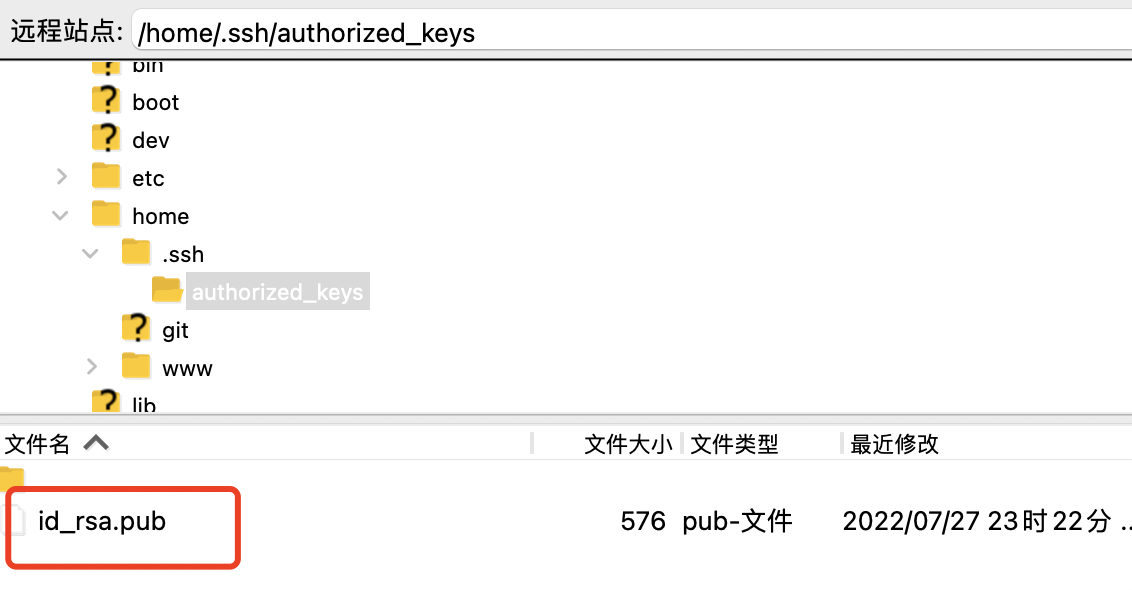 远程站点: /home/.ssh/authorized_keys
bin
boot
dev
etc
home
.ssh
authorized_keys
git
www
lib
文件名 文件大小 文件类型 最近修改
id_rsa.pub 576 pub-文件 2022/07/27 23时22分 ..